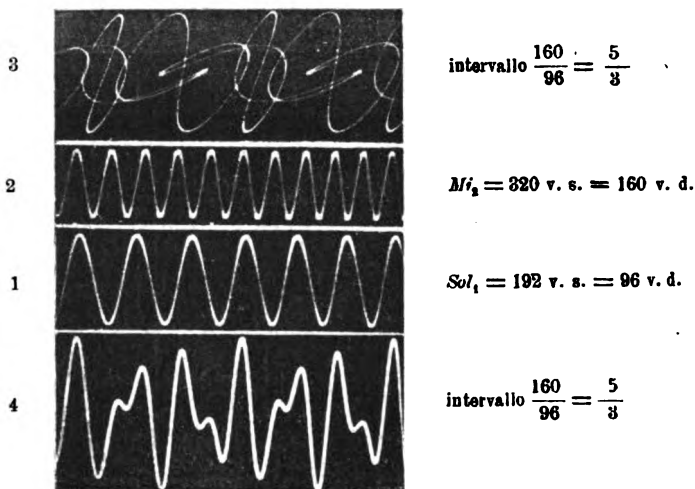 3 intervallo 160/96 = 5/3
2 Mi₂ = 320 v. s. = 160 v. d.
1 Sol₁ = 192 v. s. = 96 v. d.
4 intervallo 160/96 = 5/3